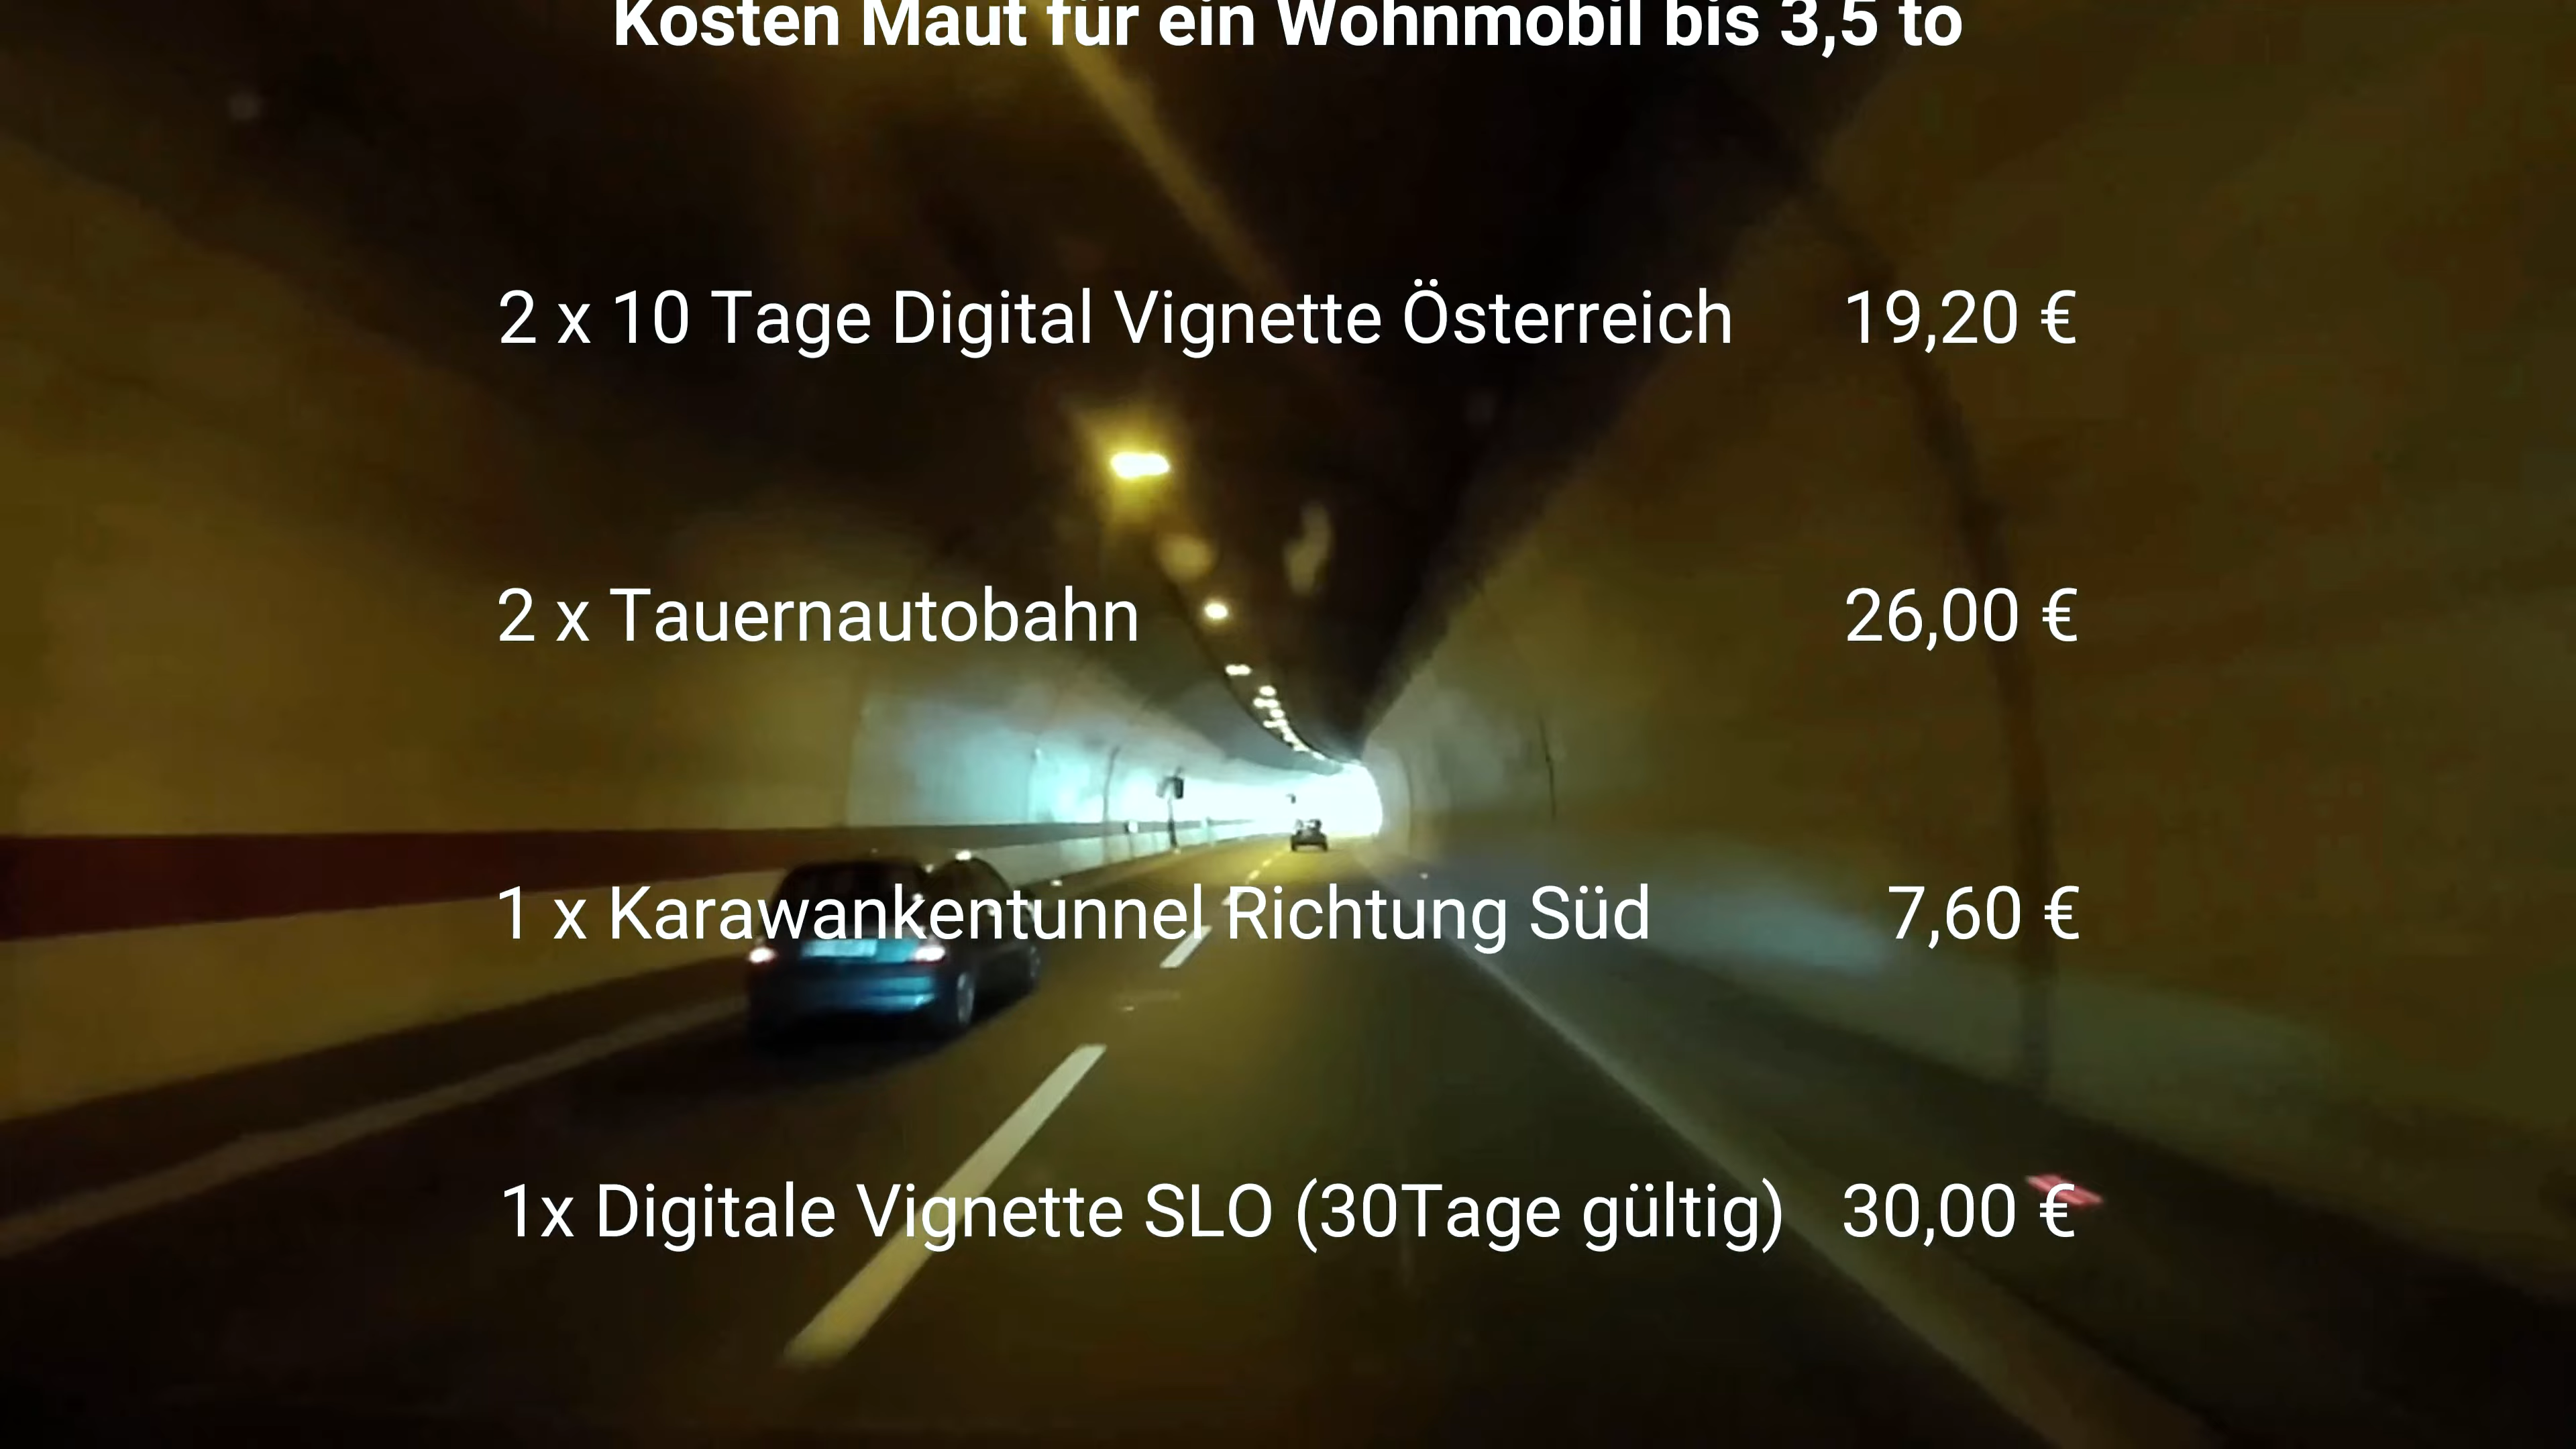 Kosten Maut für ein Wohnmobil bis 3,5 to
2 x 10 Tage Digital Vignette Österreich 19,20 €
2 x Tauernautobahn 26,00 €
1 x Karawankentunnel Richtung Süd 7,60 €
1x Digitale Vignette SLO (30Tage gültig) 30,00 €